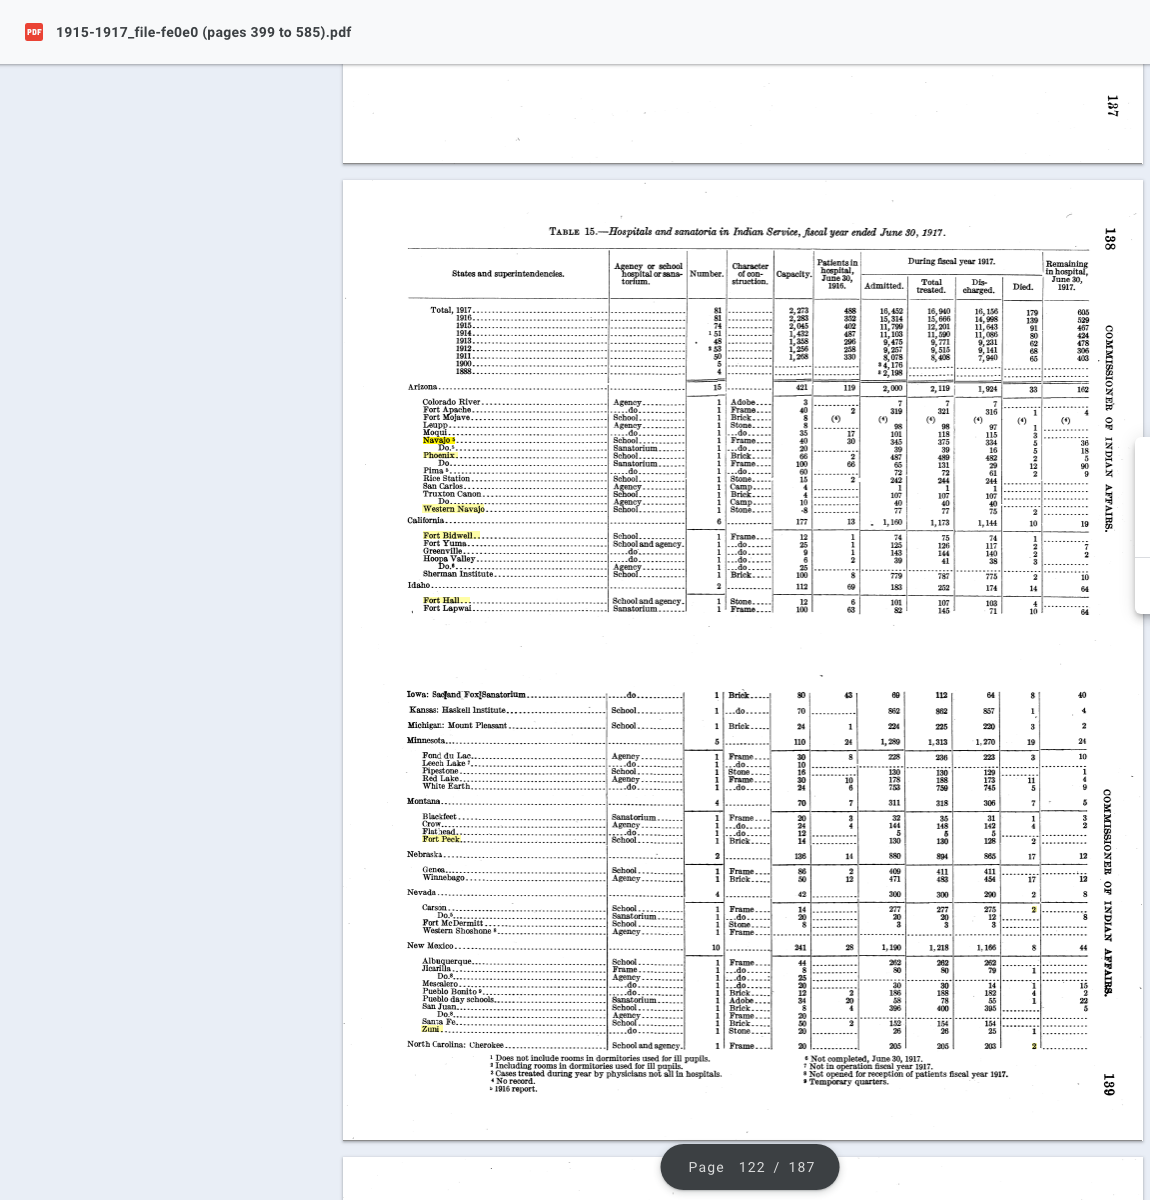 PDF 1915-1917_file-fe0e0 (pages 399 to 585).pdf
137
138
TABLE 15.—Hospitals and sanatoria in Indian Service, fiscal year ended June 30, 1917.
States and superintendencies. Agency or school hospital or sanatorium. Number. Character of construction. Capacity. Patients in hospital, June 30, 1916. During fiscal year 1917. Admitted. Total treated. Discharged. Died. Remaining in hospital, June 30, 1917.
Total, 1917 81 2,273 488 16,452 16,940 16,156 179 605
1916 81 2,283 352 15,314 15,666 14,998 139 529
1915 74 2,045 402 11,799 12,201 11,643 91 467
1914 ¹ 51 1,432 487 11,103 11,590 11,086 80 424
1913 48 1,358 296 9,475 9,771 9,231 62 478
1912 ² 53 1,256 258 9,257 9,515 9,141 68 306
1911 50 1,268 330 8,078 8,408 7,940 65 403
1900 5 ³ 4,176
1888 4 ³ 2,198
Arizona 15 421 119 2,000 2,119 1,924 33 162
Colorado River Agency 1 Adobe 3 7 7 7
Fort Apache do 1 Frame 40 2 319 321 316 1 4
Fort Mojave School 1 Brick 8 (⁴) (⁴) (⁴) (⁴) (⁴) (⁴)
Leupp Agency 1 Stone 8 98 98 97 1
Moqui do 1 do 35 17 101 118 115 3
Navajo ⁵ School 1 Frame 40 30 345 375 334 5 36
Do.⁵ Sanatorium 1 do 20 39 39 16 5 18
Phoenix School 1 Brick 66 2 487 489 482 2 5
Do Sanatorium 1 Frame 100 66 65 131 29 12 90
Pima ⁵ do 1 do 60 72 72 61 2 9
Rice Station School 1 Stone 15 2 242 244 244
San Carlos Agency 1 Camp 4 1 1 1
Truxton Canon School 1 Brick 4 107 107 107
Do Agency 1 Camp 10 40 40 40
Western Navajo School 1 Stone 8 77 77 75 2
California 6 177 13 1,160 1,173 1,144 10 19
Fort Bidwell School 1 Frame 12 1 74 75 74 1
Fort Yuma School and agency 1 do 25 1 125 126 117 2 7
Greenville do 1 do 9 1 143 144 140 2 2
Hoopa Valley do 1 do 6 2 39 41 38 3
Do.⁶ Agency 1 do 25
Sherman Institute School 1 Brick 100 8 779 787 775 2 10
Idaho 2 112 69 183 252 174 14 64
Fort Hall School and agency 1 Stone 12 6 101 107 103 4
Fort Lapwai Sanatorium 1 Frame 100 63 82 145 71 10 64
COMMISSIONER OF INDIAN AFFAIRS.
Iowa: Sac and Fox Sanatorium do 1 Brick 80 43 69 112 64 8 40
Kansas: Haskell Institute School 1 do 70 862 862 857 1 4
Michigan: Mount Pleasant School 1 Brick 24 1 224 225 220 3 2
Minnesota 5 110 24 1,289 1,313 1,270 19 24
Fond du Lac Agency 1 Frame 30 8 228 236 223 3 10
Leech Lake ⁷ do 1 do 10
Pipestone School 1 Stone 16 130 130 129 1
Red Lake Agency 1 Frame 30 10 178 188 173 11 4
White Earth do 1 do 24 6 753 759 745 5 9
Montana 4 70 7 311 318 306 7 5
Blackfeet Sanatorium 1 Frame 20 3 32 35 31 1 3
Crow Agency 1 do 24 4 144 148 142 4 2
Flathead do 1 do 12 5 5 5
Fort Peck School 1 Brick 14 130 130 128 2
Nebraska 2 136 14 880 894 865 17 12
Genoa School 1 Frame 86 2 409 411 411
Winnebago Agency 1 Brick 50 12 471 483 454 17 12
Nevada 4 42 300 300 290 2 8
Carson School 1 Frame 14 277 277 275 2
Do.⁵ Sanatorium 1 do 20 20 20 12 8
Fort McDermitt School 1 Stone 8 3 3 3
Western Shoshone ⁸ Agency 1 Frame
New Mexico 10 241 28 1,190 1,218 1,166 8 44
Albuquerque School 1 Frame 44 262 262 262
Jicarilla Frame 1 do 8 80 80 79 1
Do.⁸ Agency 1 do 25
Mescalero do 1 do 20 30 30 14 1 15
Pueblo Bonito ⁹ do 1 Brick 12 2 186 188 182 4 2
Pueblo day schools Sanatorium 1 Adobe 34 20 58 78 55 1 22
San Juan School 1 Brick 8 4 396 400 395 5
Do.⁸ Agency 1 Frame 20
Santa Fe School 1 Brick 50 2 152 154 154
Zuni do 1 Stone 20 26 26 25 1
North Carolina: Cherokee School and agency 1 Frame 20 205 205 203 2
COMMISSIONER OF INDIAN AFFAIRS.
¹ Does not include rooms in dormitories used for ill pupils.
² Including rooms in dormitories used for ill pupils.
³ Cases treated during year by physicians not all in hospitals.
⁴ No record.
⁵ 1916 report.
⁶ Not completed, June 30, 1917.
⁷ Not in operation fiscal year 1917.
⁸ Not opened for reception of patients fiscal year 1917.
⁹ Temporary quarters.
139
Page 122 / 187